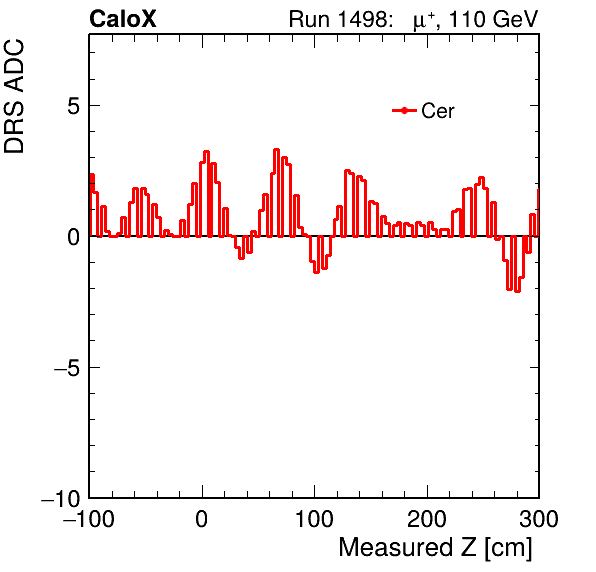 CaloX Run 1498: μ⁺, 110 GeV
DRS ADC
Cer
5
0
−5
−10
−100 0 100 200 300
Measured Z [cm]